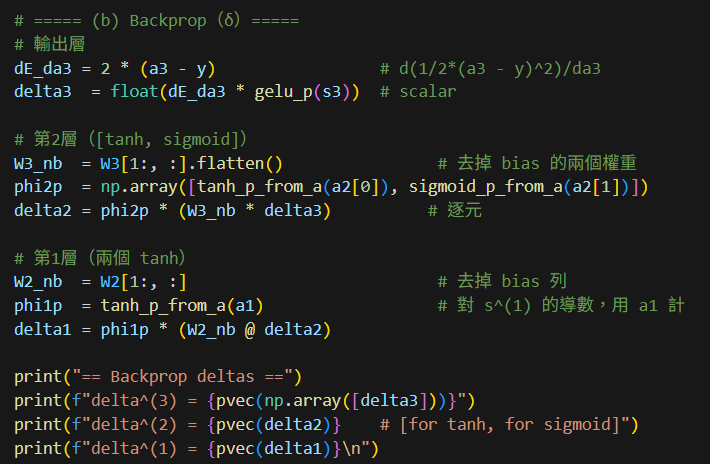 # ===== (b) Backprop（δ）=====
# 輸出層
dE_da3 = 2 * (a3 - y)                # d(1/2*(a3 - y)^2)/da3
delta3  = float(dE_da3 * gelu_p(s3))  # scalar

# 第2層（[tanh, sigmoid]）
W3_nb  = W3[1:, :].flatten()                # 去掉 bias 的兩個權重
phi2p  = np.array([tanh_p_from_a(a2[0]), sigmoid_p_from_a(a2[1])])
delta2 = phi2p * (W3_nb * delta3)          # 逐元

# 第1層（兩個 tanh）
W2_nb  = W2[1:, :]                          # 去掉 bias 列
phi1p  = tanh_p_from_a(a1)                  # 對 s^(1) 的導數，用 a1 計
delta1 = phi1p * (W2_nb @ delta2)

print("== Backprop deltas ==")
print(f"delta^(3) = {pvec(np.array([delta3]))}")
print(f"delta^(2) = {pvec(delta2)}    # [for tanh, for sigmoid]")
print(f"delta^(1) = {pvec(delta1)}\n")